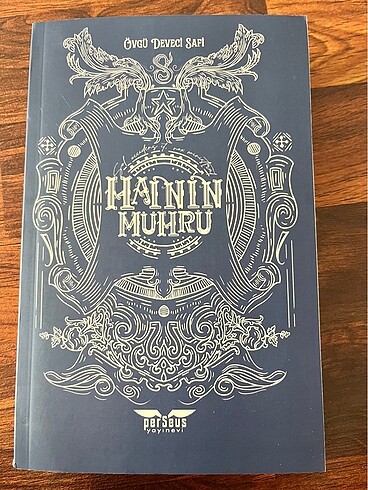 ÖVGÜ DEVECİ SAFİ
HAİNİN
MUHRU
perseus
yayınevi